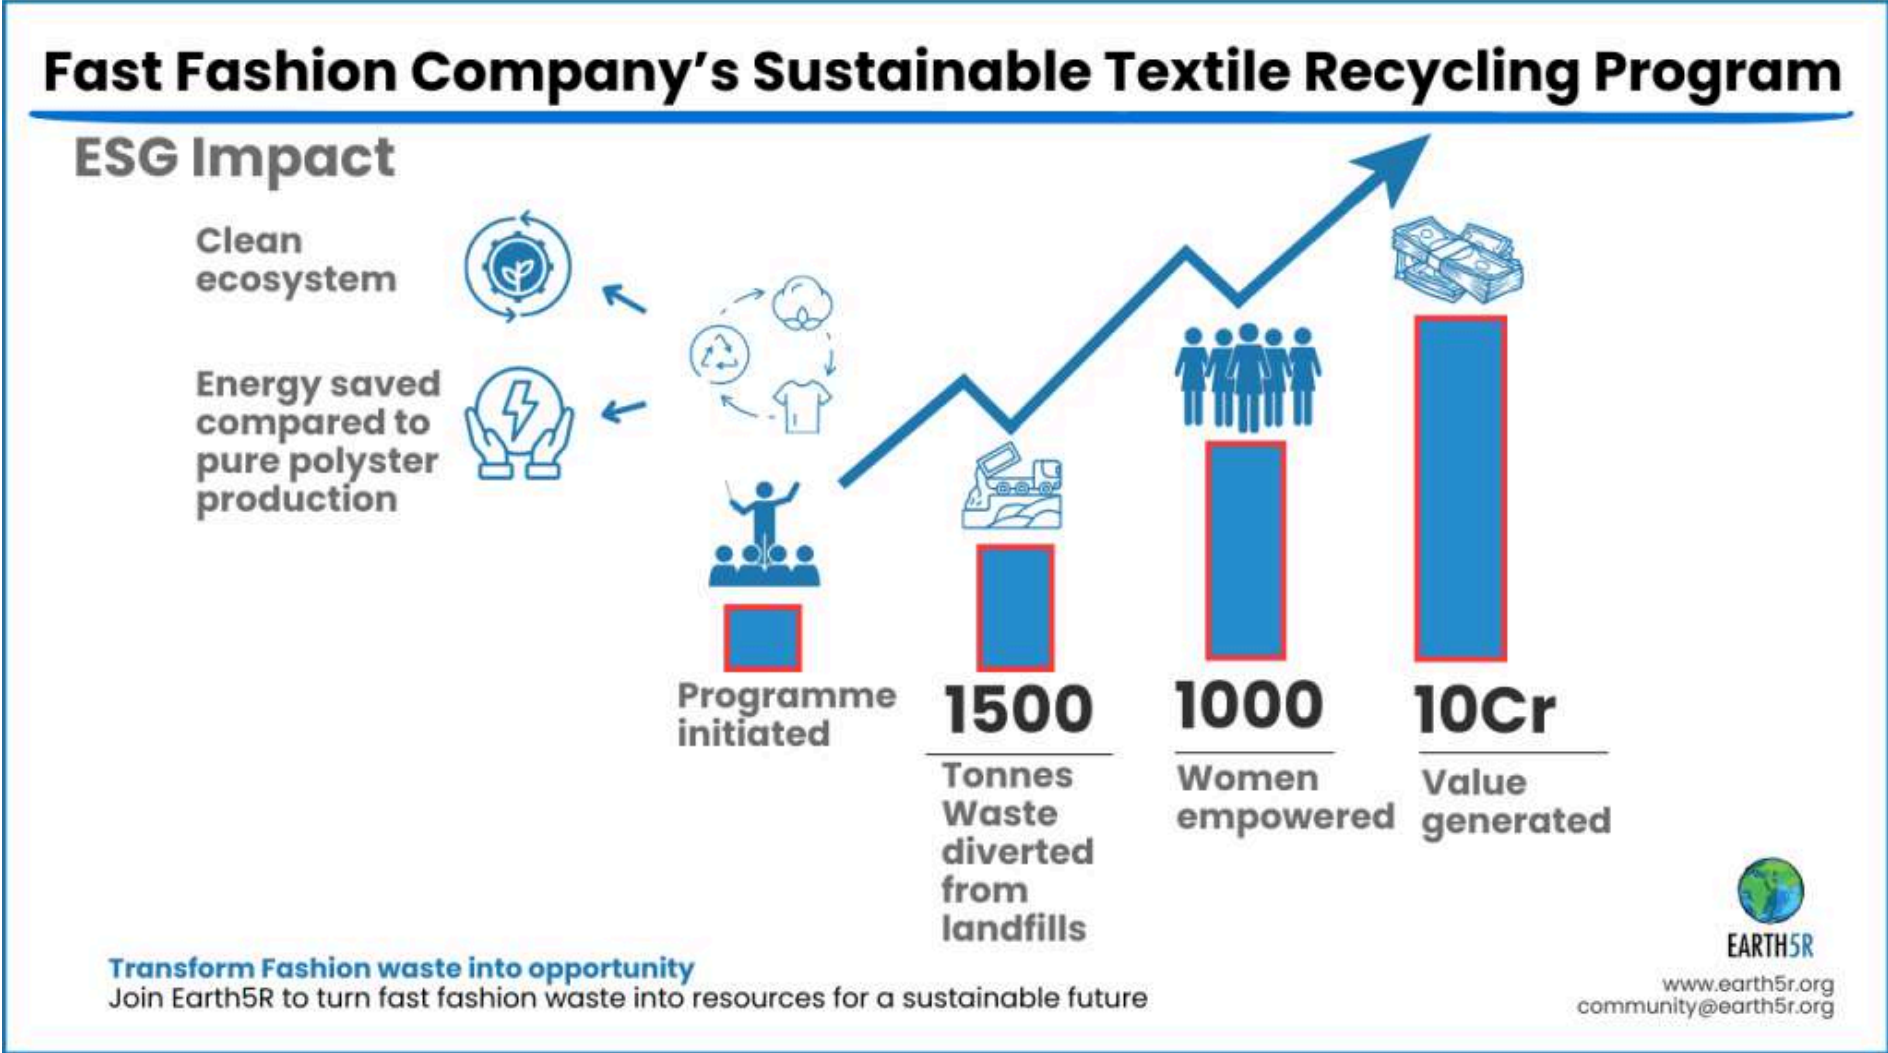 Fast Fashion Company's Sustainable Textile Recycling Program
ESG Impact
Clean
ecosystem
Energy saved
compared to
pure polyster
production
Programme
initiated
1500
Tonnes
Waste
diverted
from
landfills
1000
Women
empowered
10Cr
Value
generated
Transform Fashion waste into opportunity
Join Earth5R to turn fast fashion waste into resources for a sustainable future
EARTH5R
www.earth5r.org
community@earth5r.org